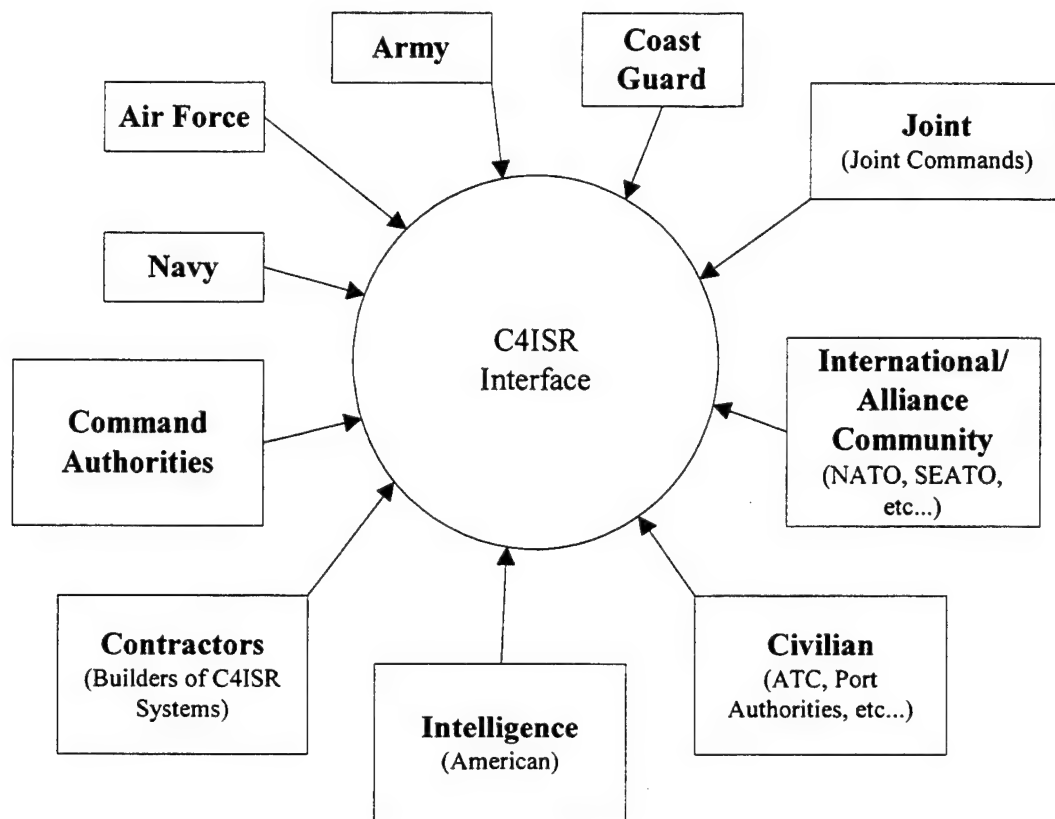 Army
Coast
Guard
Air Force
Joint
(Joint Commands)
Navy
C4ISR
Interface
International/
Alliance
Community
(NATO, SEATO,
etc...)
Command
Authorities
Contractors
(Builders of C4ISR
Systems)
Intelligence
(American)
Civilian
(ATC, Port
Authorities, etc...)